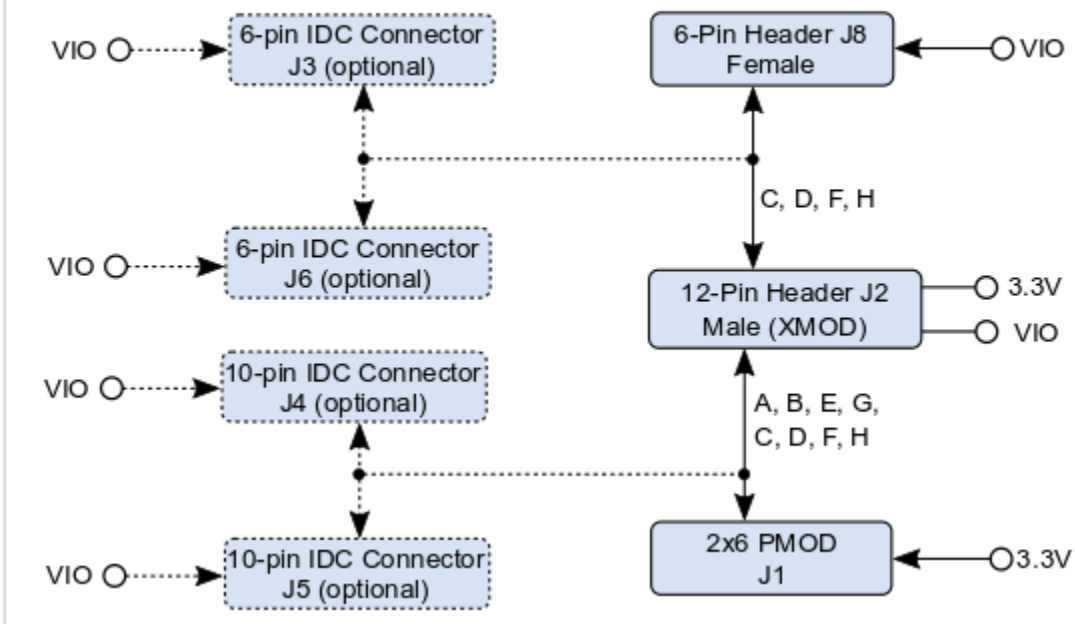 VIO
6-pin IDC Connector
J3 (optional)
6-Pin Header J8
Female
VIO
C, D, F, H
VIO
6-pin IDC Connector
J6 (optional)
12-Pin Header J2
Male (XMOD)
3.3V
VIO
VIO
10-pin IDC Connector
J4 (optional)
A, B, E, G,
C, D, F, H
VIO
10-pin IDC Connector
J5 (optional)
2x6 PMOD
J1
3.3V